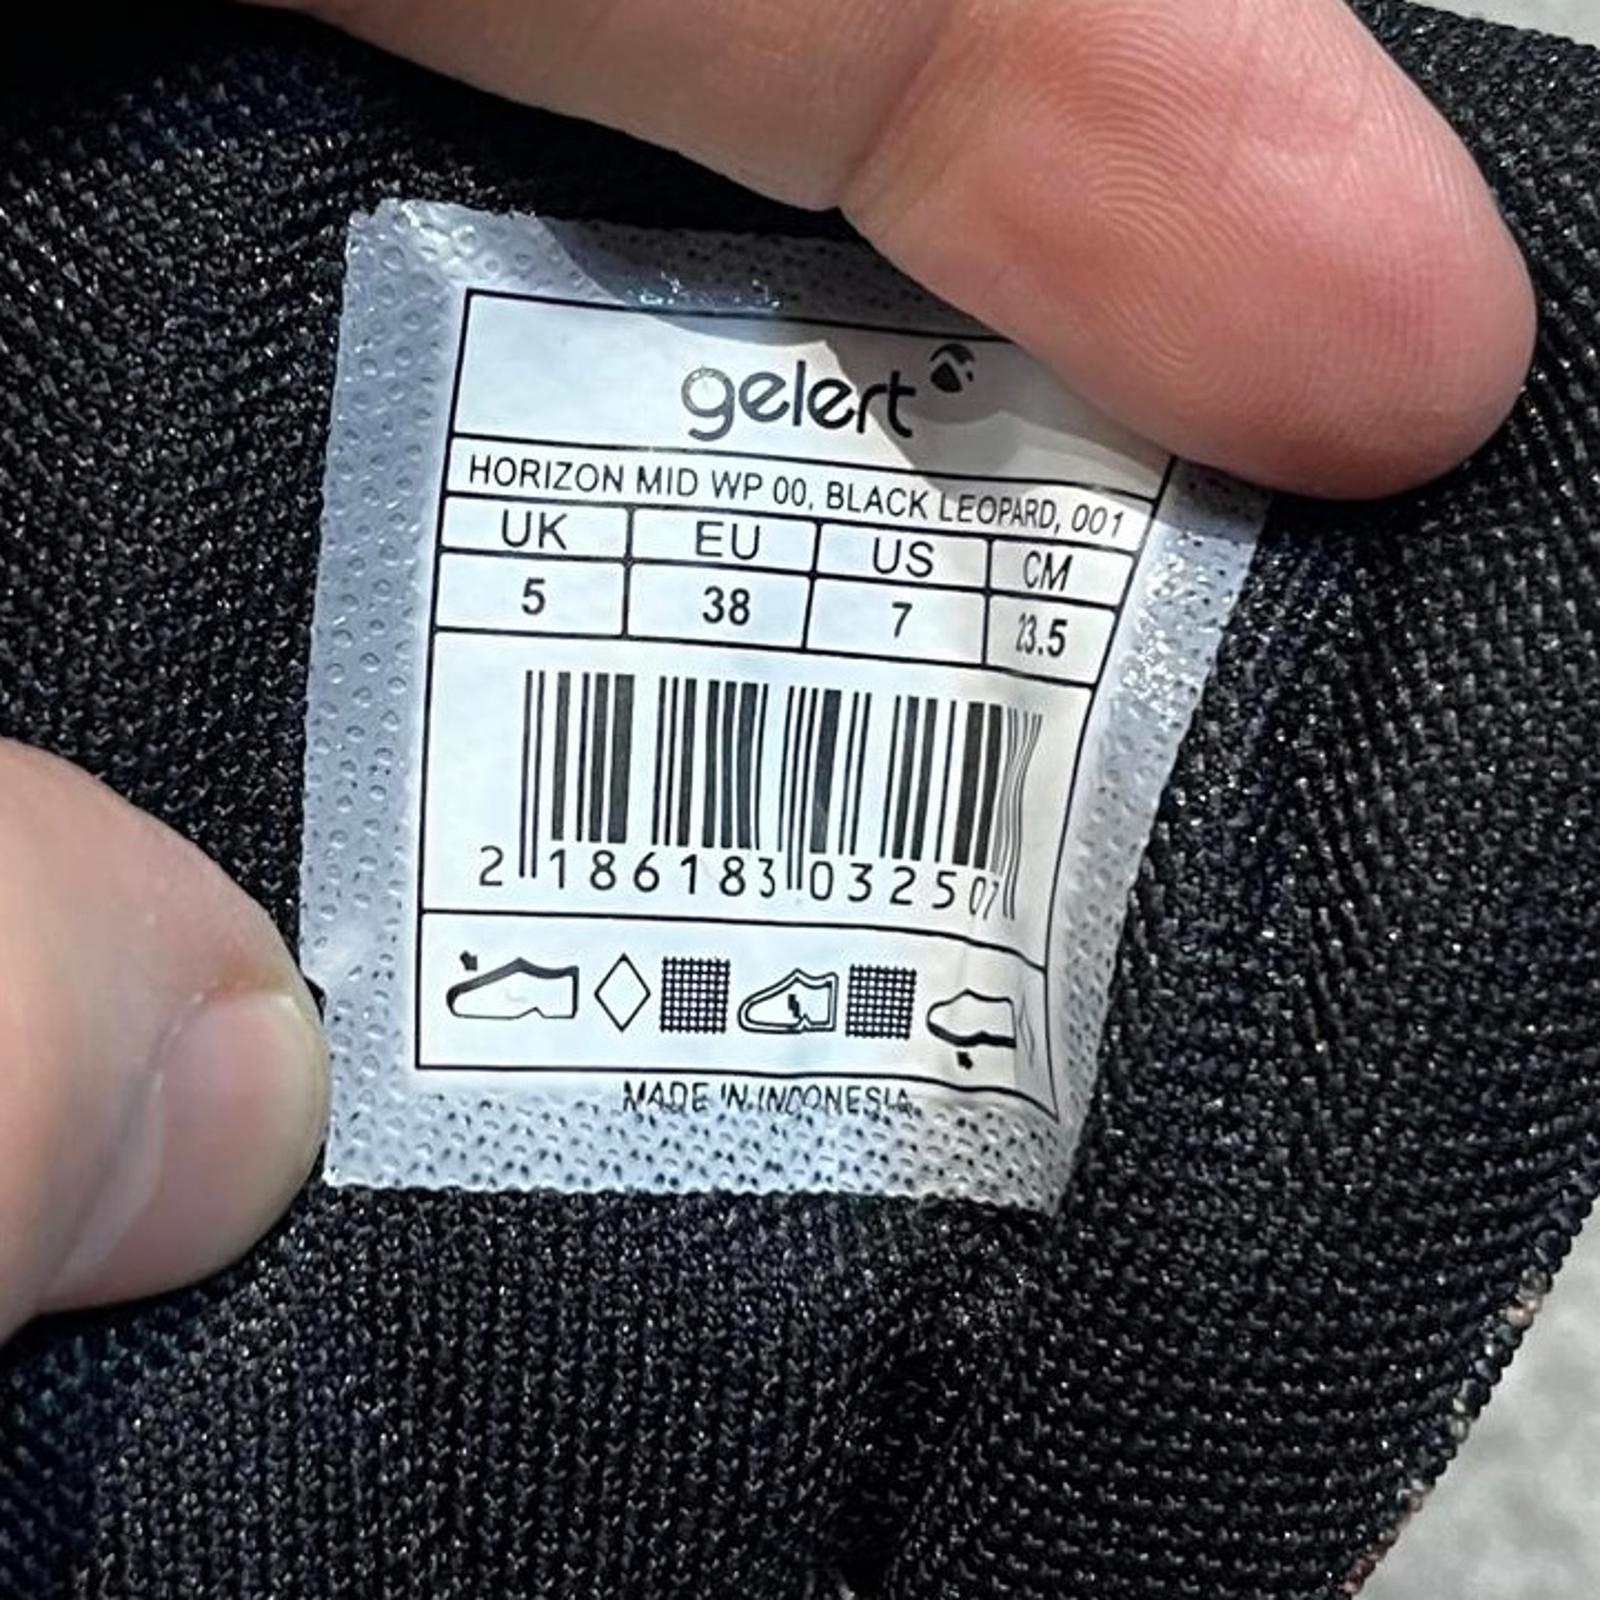 gelert
HORIZON MID WP 00, BLACK LEOPARD, 001
UK EU US CM
5 38 7 23.5
2 186183 032507
MADE IN INDONESIA